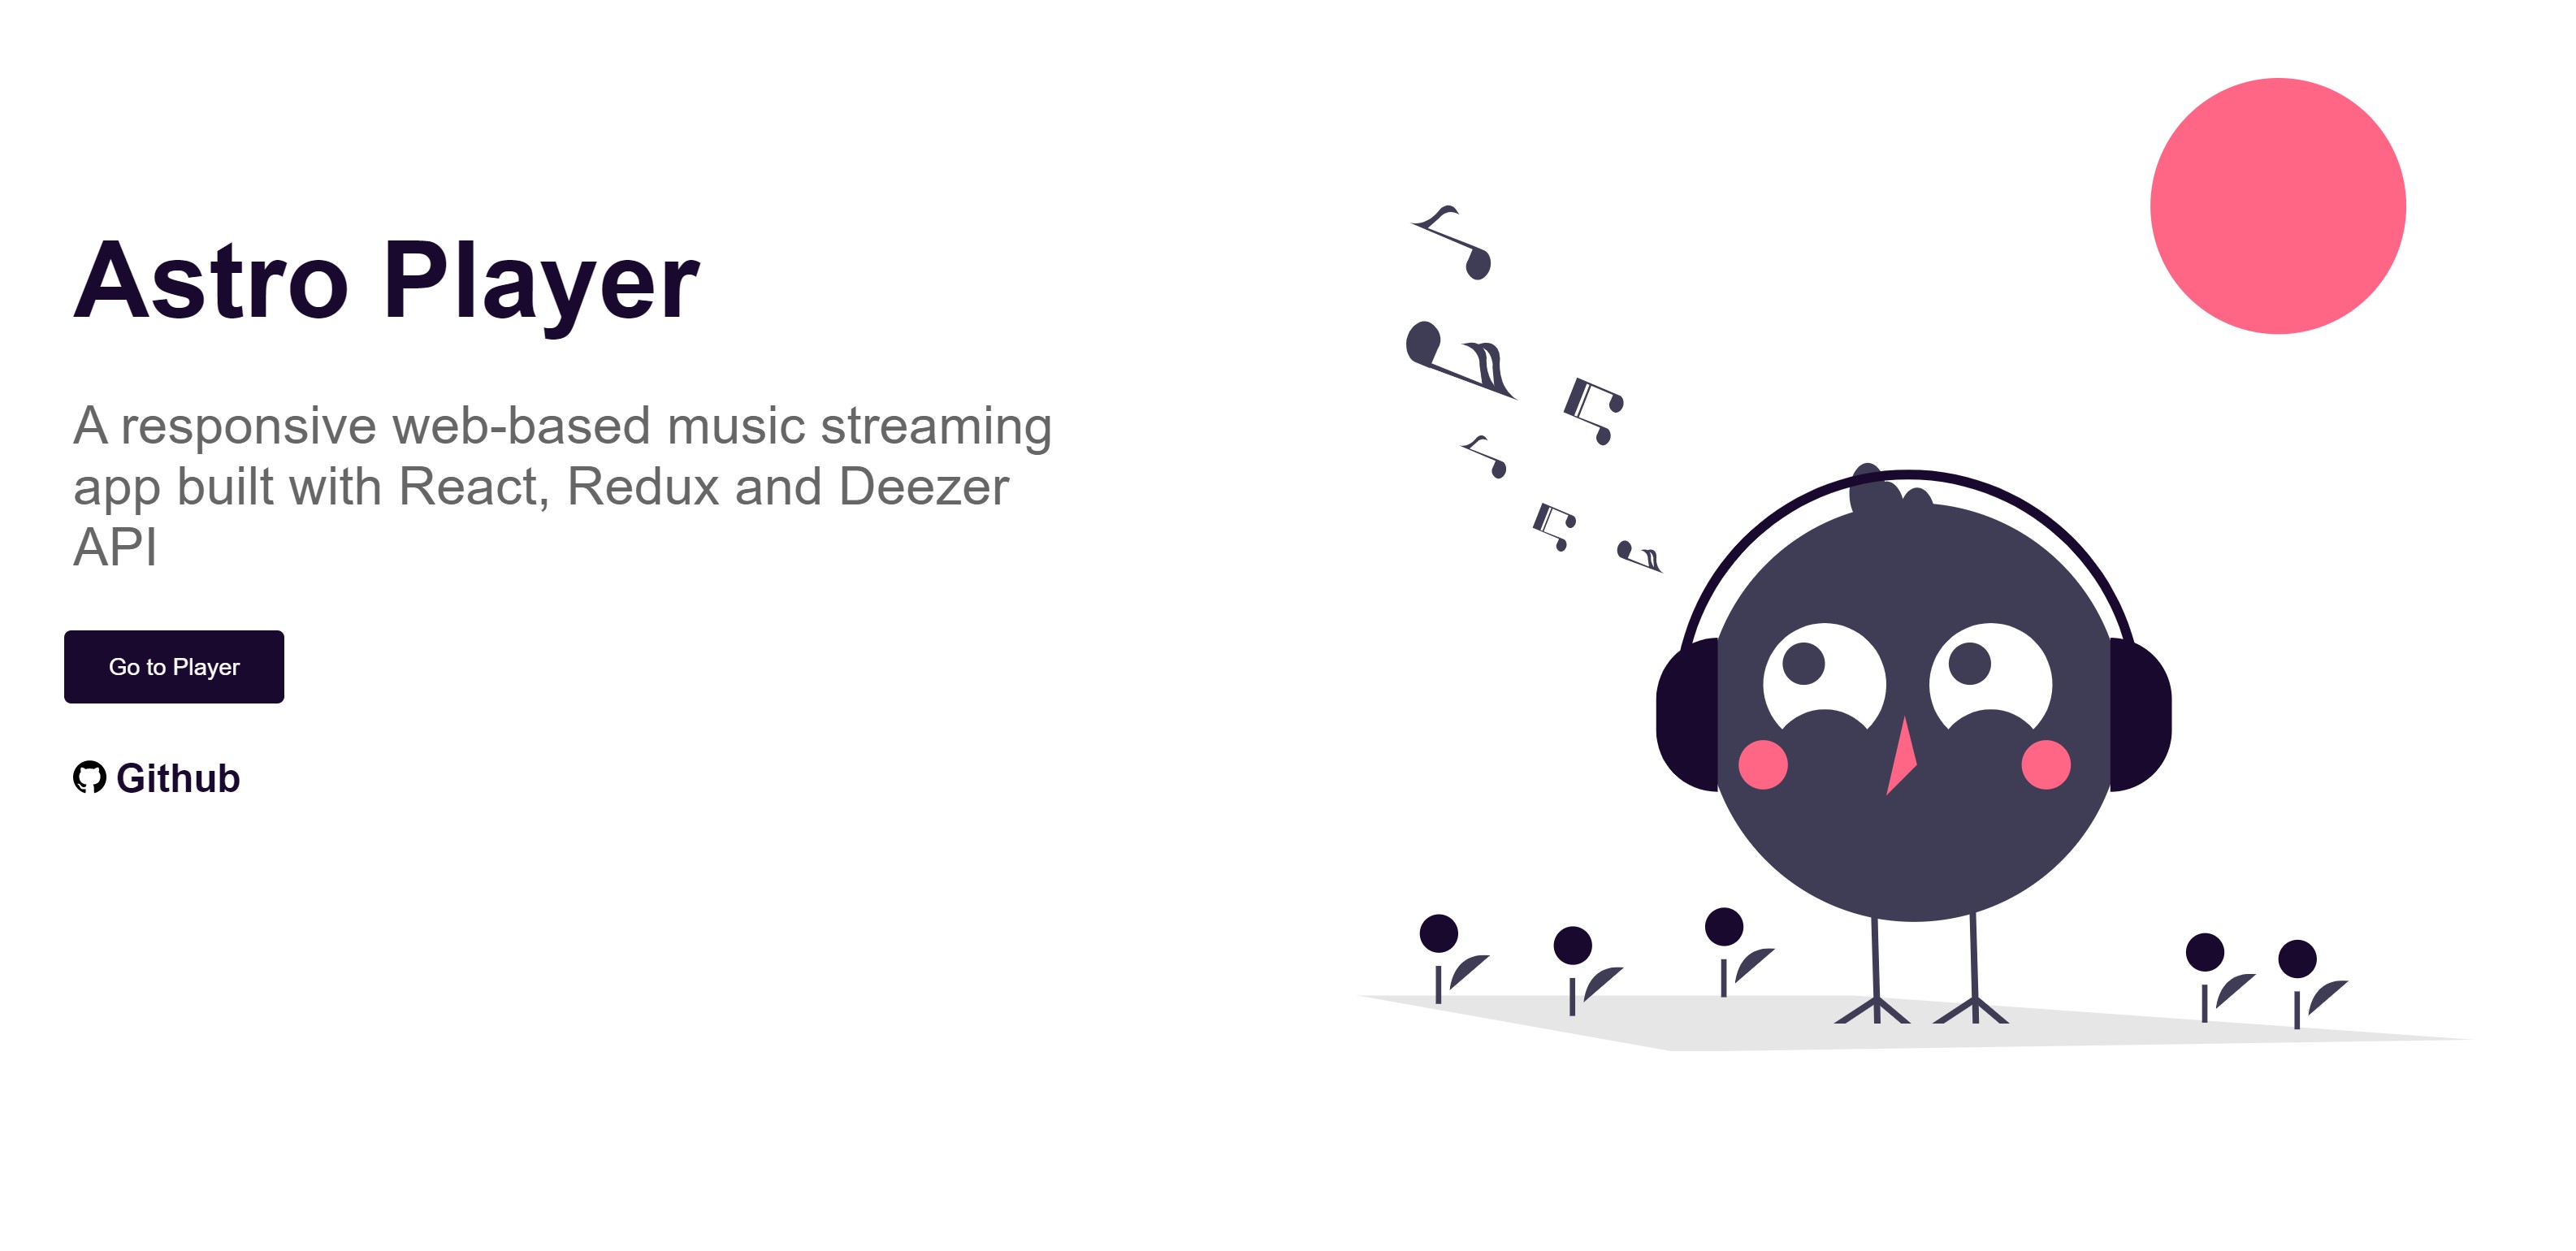 Astro Player
A responsive web-based music streaming
app built with React, Redux and Deezer
API
Go to Player
Github